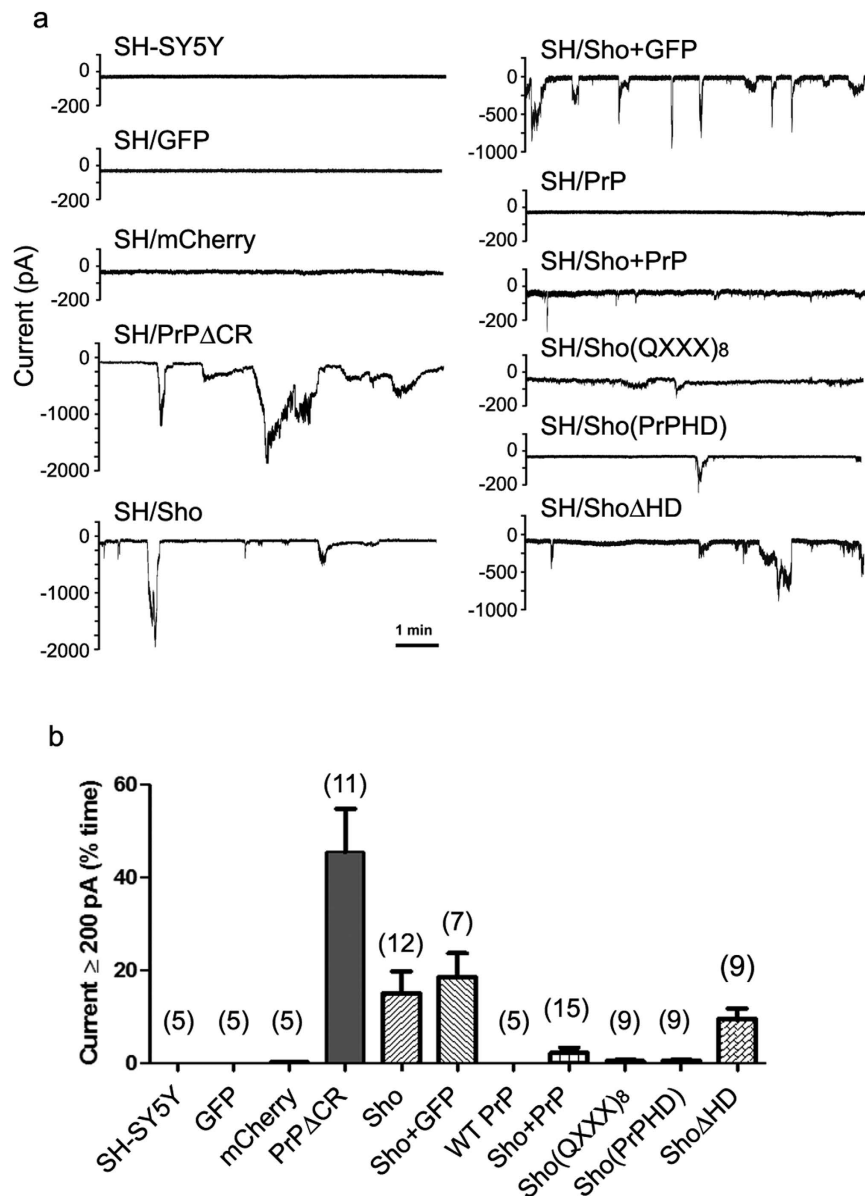 a
SH-SY5Y
0
-200
SH/GFP
0
-200
SH/mCherry
0
-200
SH/PrPΔCR
0
-1000
-2000
SH/Sho
0
-1000
-2000
Current (pA)
1 min
SH/Sho+GFP
0
-500
-1000
SH/PrP
0
-200
SH/Sho+PrP
0
-200
SH/Sho(QXXX)₈
0
-200
SH/Sho(PrPHD)
0
-200
SH/ShoΔHD
0
-500
-1000
b
Current ≥ 200 pA (% time)
60
40
20
0
(5)
(5)
(5)
(11)
(12)
(7)
(5)
(15)
(9)
(9)
(9)
SH-SY5Y
GFP
mCherry
PrPΔCR
Sho
Sho+GFP
WT PrP
Sho+PrP
Sho(QXXX)₈
Sho(PrPHD)
ShoΔHD